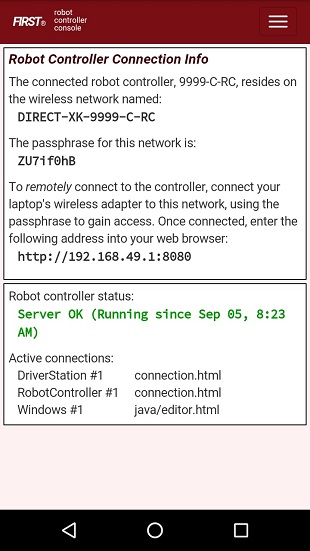 FIRST® robot
controller
console
Robot Controller Connection Info
The connected robot controller, 9999-C-RC, resides on
the wireless network named:
DIRECT-XK-9999-C-RC
The passphrase for this network is:
ZU7if0hB
To remotely connect to the controller, connect your
laptop's wireless adapter to this network, using the
passphrase to gain access. Once connected, enter the
following address into your web browser:
http://192.168.49.1:8080
Robot controller status:
Server OK (Running since Sep 05, 8:23
AM)
Active connections:
DriverStation #1 connection.html
RobotController #1 connection.html
Windows #1 java/editor.html